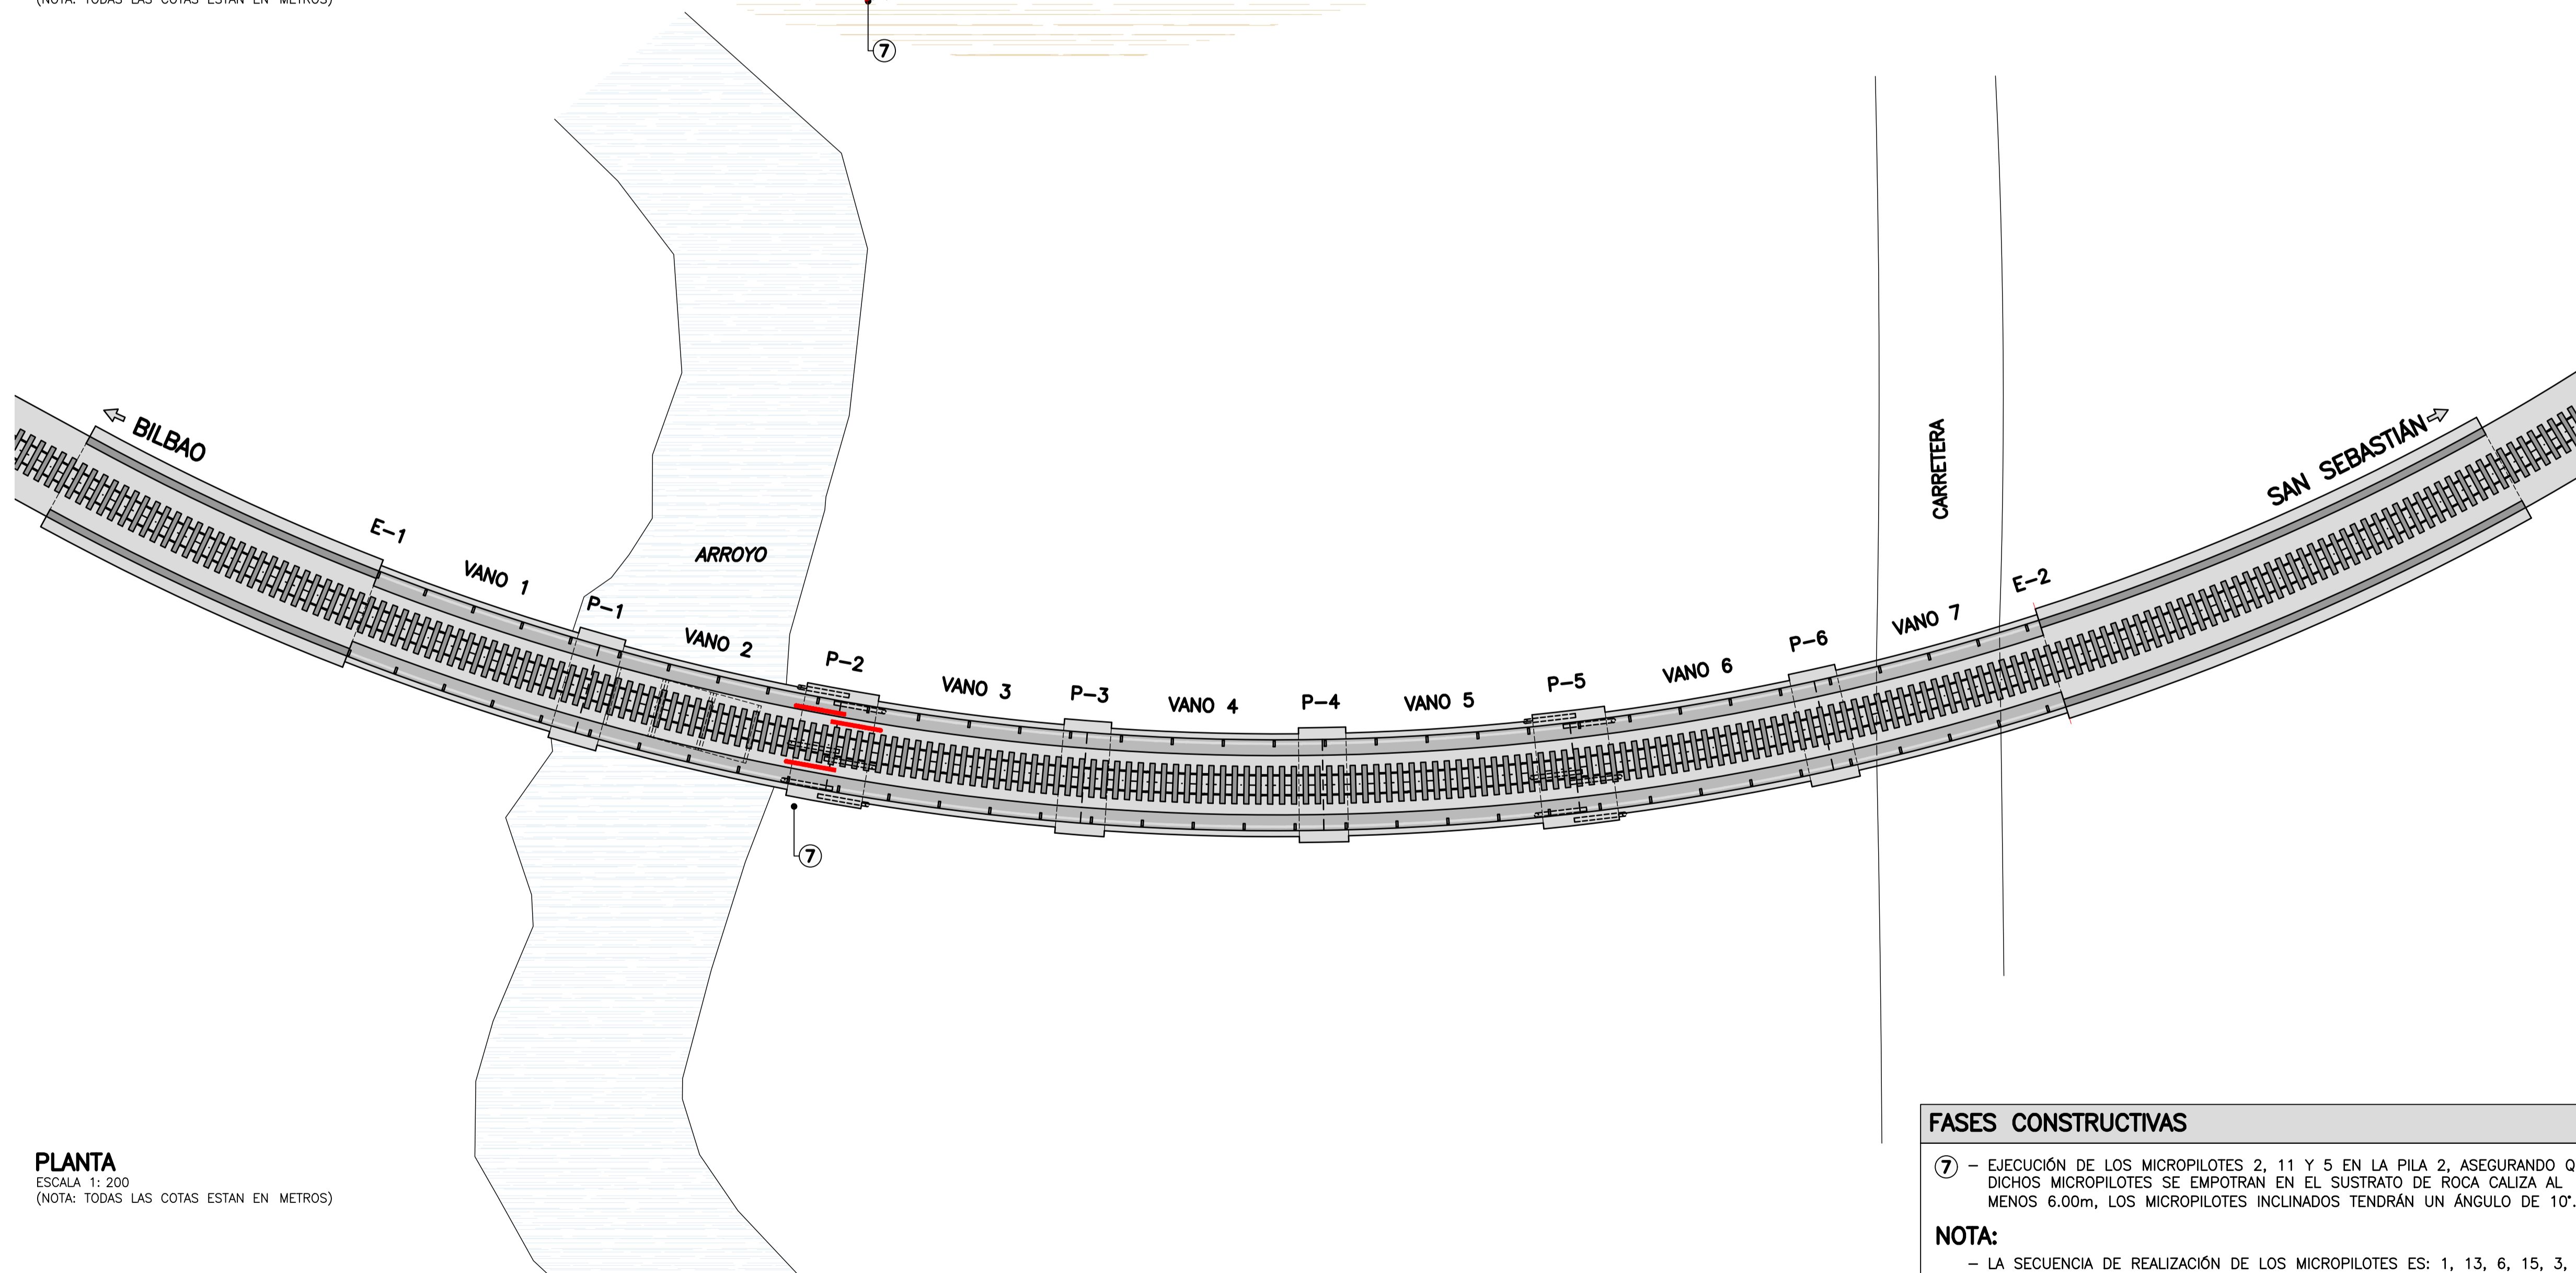 (NOTA: TODAS LAS COTAS ESTAN EN METROS)
7
BILBAO
E-1
VANO 1
P-1
VANO 2
ARROYO
P-2
VANO 3
P-3
VANO 4
P-4
VANO 5
P-5
VANO 6
P-6
VANO 7
E-2
CARRETERA
SAN SEBASTIÁN
7
PLANTA
ESCALA 1: 200
(NOTA: TODAS LAS COTAS ESTAN EN METROS)
FASES CONSTRUCTIVAS
7 - EJECUCIÓN DE LOS MICROPILOTES 2, 11 Y 5 EN LA PILA 2, ASEGURANDO Q
DICHOS MICROPILOTES SE EMPOTRAN EN EL SUSTRATO DE ROCA CALIZA AL
MENOS 6.00m, LOS MICROPILOTES INCLINADOS TENDRÁN UN ÁNGULO DE 10°.
NOTA:
- LA SECUENCIA DE REALIZACIÓN DE LOS MICROPILOTES ES: 1, 13, 6, 15, 3,